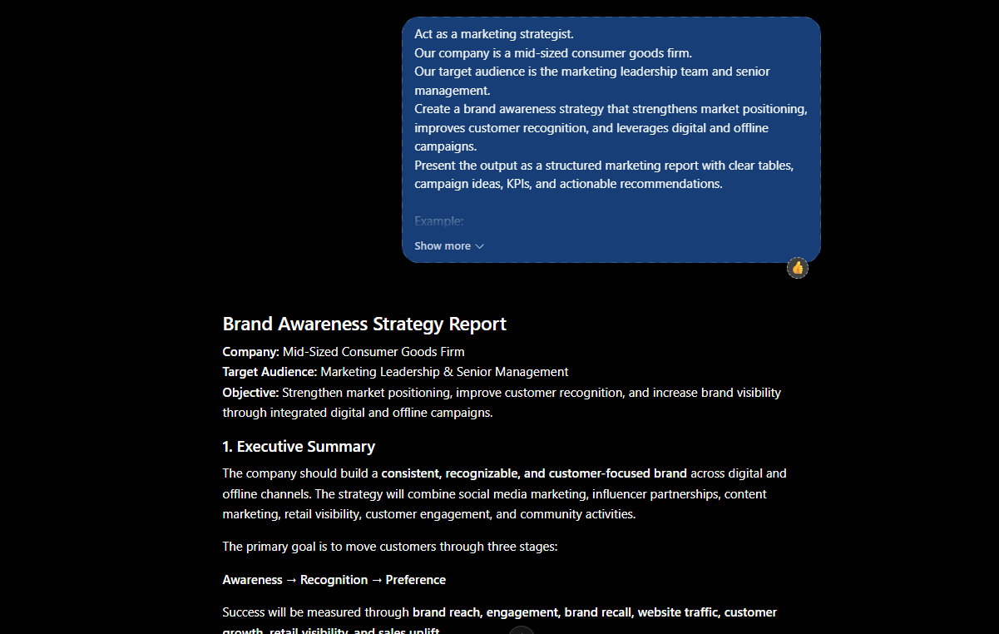 Act as a marketing strategist.
Our company is a mid-sized consumer goods firm.
Our target audience is the marketing leadership team and senior
management.
Create a brand awareness strategy that strengthens market positioning,
improves customer recognition, and leverages digital and offline
campaigns.
Present the output as a structured marketing report with clear tables,
campaign ideas, KPIs, and actionable recommendations.
Example:
Show more
Brand Awareness Strategy Report
Company: Mid-Sized Consumer Goods Firm
Target Audience: Marketing Leadership & Senior Management
Objective: Strengthen market positioning, improve customer recognition, and increase brand visibility
through integrated digital and offline campaigns.
1. Executive Summary
The company should build a consistent, recognizable, and customer-focused brand across digital and
offline channels. The strategy will combine social media marketing, influencer partnerships, content
marketing, retail visibility, customer engagement, and community activities.
The primary goal is to move customers through three stages:
Awareness → Recognition → Preference
Success will be measured through brand reach, engagement, brand recall, website traffic, customer
growth, retail visibility, and sales uplift.